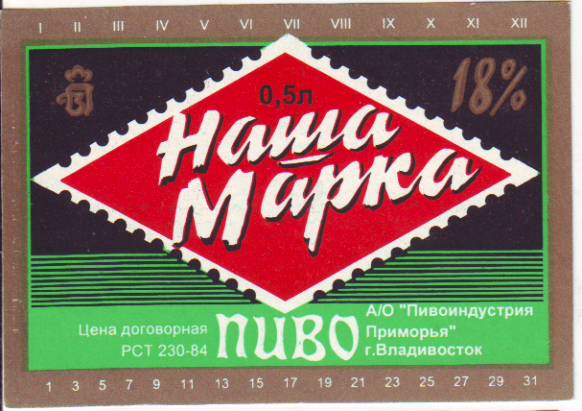 I II III IV V VI VII VIII IX X XI XII
0,5л
18%
Наша
Марка
Цена договорная
РСТ 230-84
ПИВО
А/О "Пивоиндустрия
Приморья"
г.Владивосток
1 3 5 7 9 11 13 15 17 19 21 23 25 27 29 31